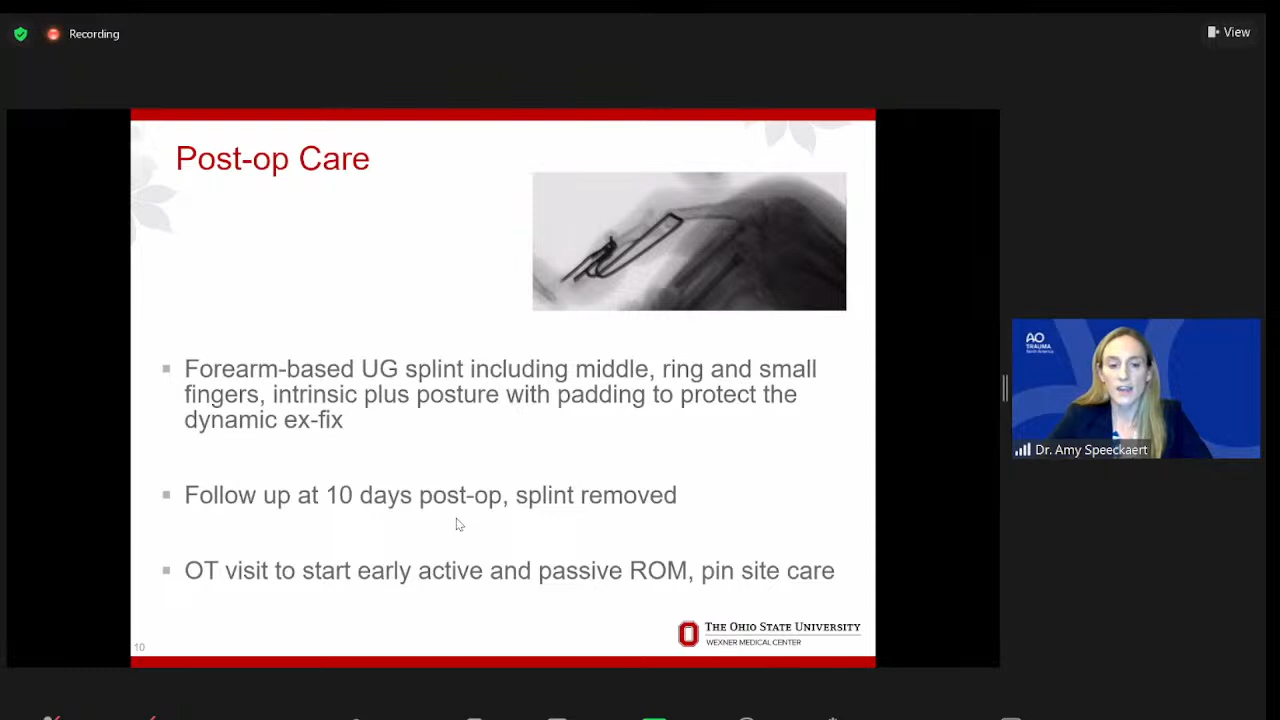 Recording
View
Post-op Care
Forearm-based UG splint including middle, ring and small
fingers, intrinsic plus posture with padding to protect the
dynamic ex-fix
Follow up at 10 days post-op, splint removed
OT visit to start early active and passive ROM, pin site care
10
THE OHIO STATE UNIVERSITY
WEXNER MEDICAL CENTER
AO
TRAUMA
North America
Dr. Amy Speeckaert